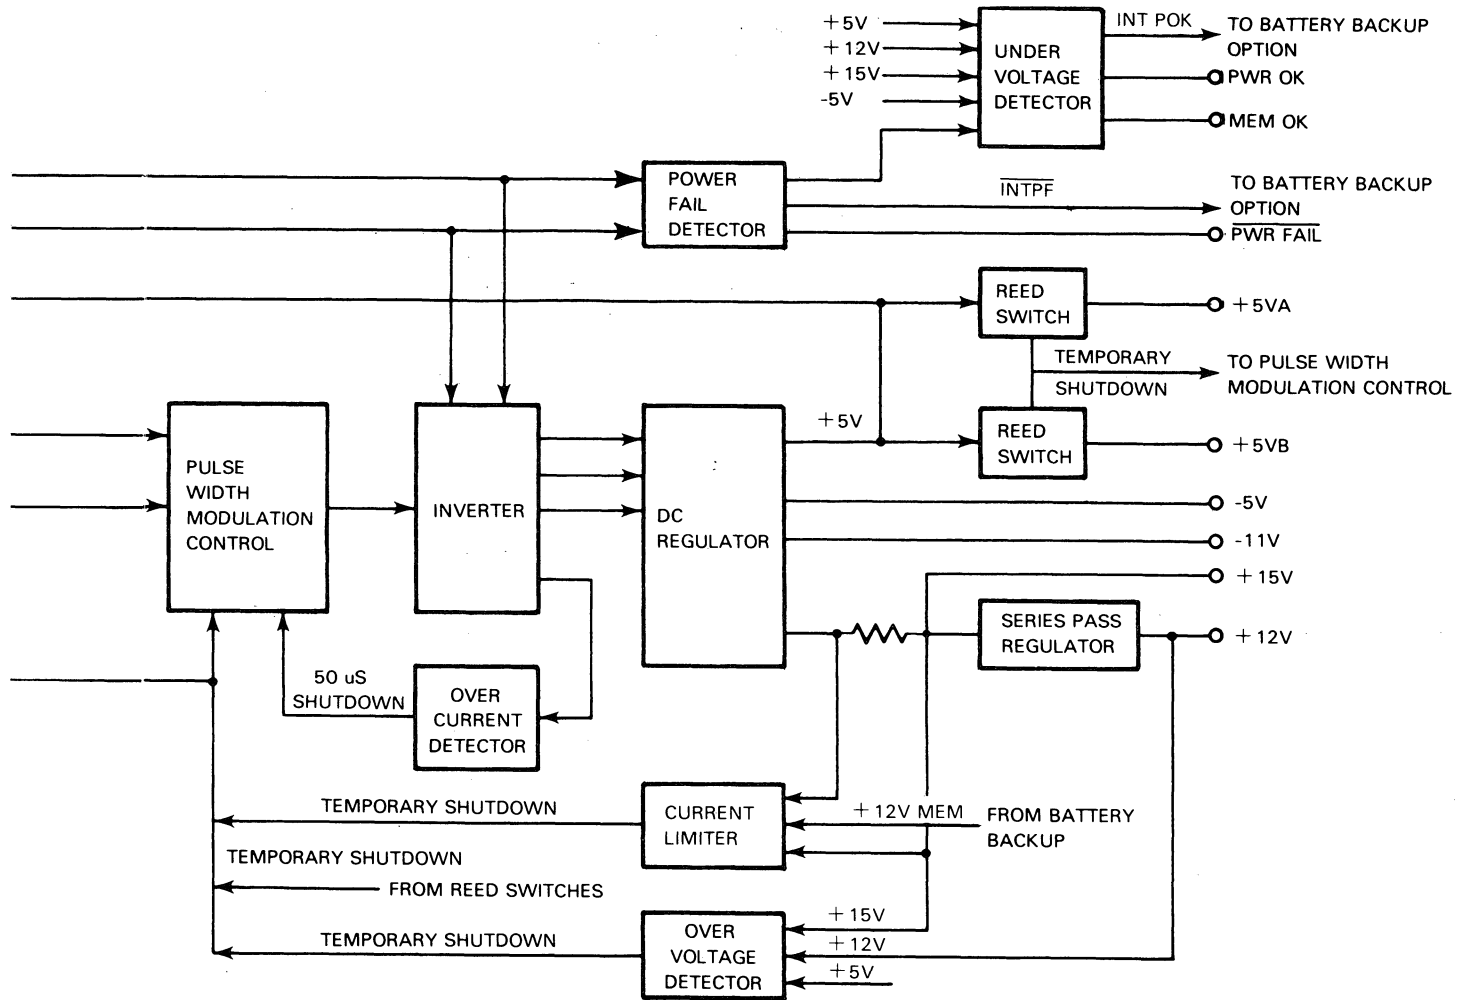 +5V
+12V
+15V
-5V
UNDER
VOLTAGE
DETECTOR
INT POK
TO BATTERY BACKUP
OPTION
PWR OK
MEM OK
POWER
FAIL
DETECTOR
INTPF
TO BATTERY BACKUP
OPTION
PWR FAIL
REED
SWITCH
+5VA
TEMPORARY
SHUTDOWN
TO PULSE WIDTH
MODULATION CONTROL
+5V
REED
SWITCH
+5VB
PULSE
WIDTH
MODULATION
CONTROL
INVERTER
DC
REGULATOR
-5V
-11V
+15V
SERIES PASS
REGULATOR
+12V
50 uS
SHUTDOWN
OVER
CURRENT
DETECTOR
TEMPORARY SHUTDOWN
CURRENT
LIMITER
+12V MEM
FROM BATTERY
BACKUP
TEMPORARY SHUTDOWN
FROM REED SWITCHES
TEMPORARY SHUTDOWN
OVER
VOLTAGE
DETECTOR
+15V
+12V
+5V